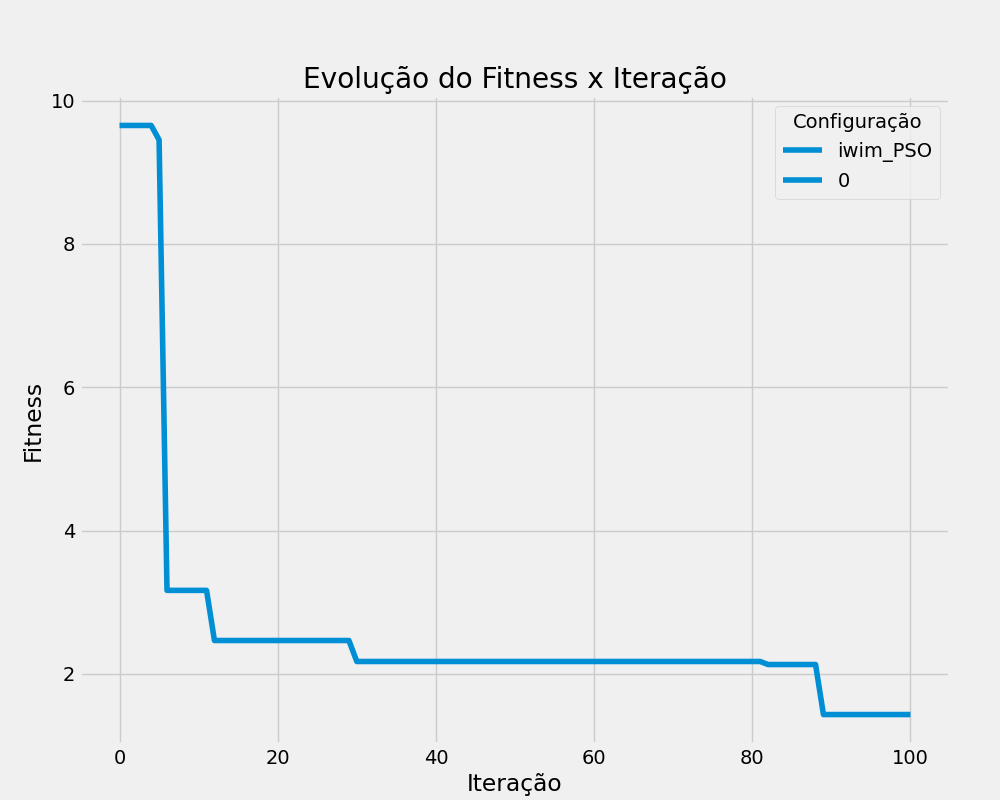 Evolução do Fitness x Iteração
Configuração
iwim_PSO
0
10
8
6
4
2
Fitness
0 20 40 60 80 100
Iteração